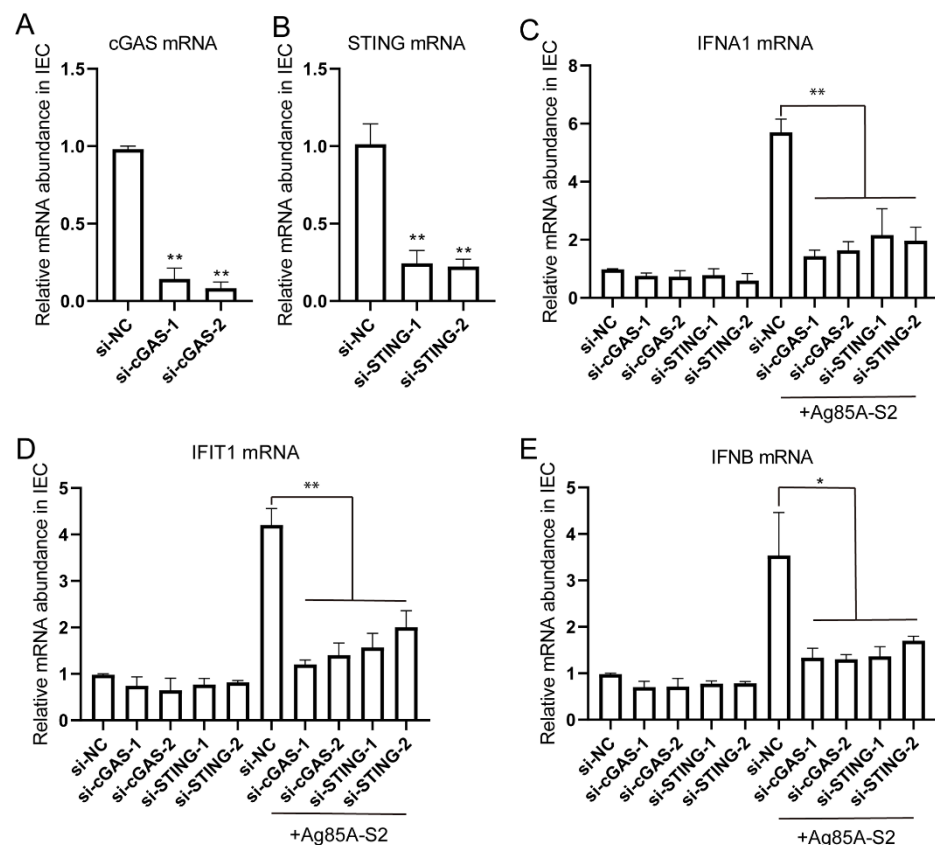 A
cGAS mRNA
Relative mRNA abundance in IEC
1.5
1.0
0.5
0.0
**
**
si-NC
si-cGAS-1
si-cGAS-2
B
STING mRNA
Relative mRNA abundance in IEC
1.5
1.0
0.5
0.0
**
**
si-NC
si-STING-1
si-STING-2
C
IFNA1 mRNA
Relative mRNA abundance in IEC
8
6
4
2
0
**
si-NC
si-cGAS-1
si-cGAS-2
si-STING-1
si-STING-2
si-NC
si-cGAS-1
si-cGAS-2
si-STING-1
si-STING-2
+Ag85A-S2
D
IFIT1 mRNA
Relative mRNA abundance in IEC
5
4
3
2
1
0
**
si-NC
si-cGAS-1
si-cGAS-2
si-STING-1
si-STING-2
si-NC
si-cGAS-1
si-cGAS-2
si-STING-1
si-STING-2
+Ag85A-S2
E
IFNB mRNA
Relative mRNA abundance in IEC
5
4
3
2
1
0
*
si-NC
si-cGAS-1
si-cGAS-2
si-STING-1
si-STING-2
si-NC
si-cGAS-1
si-cGAS-2
si-STING-1
si-STING-2
+Ag85A-S2